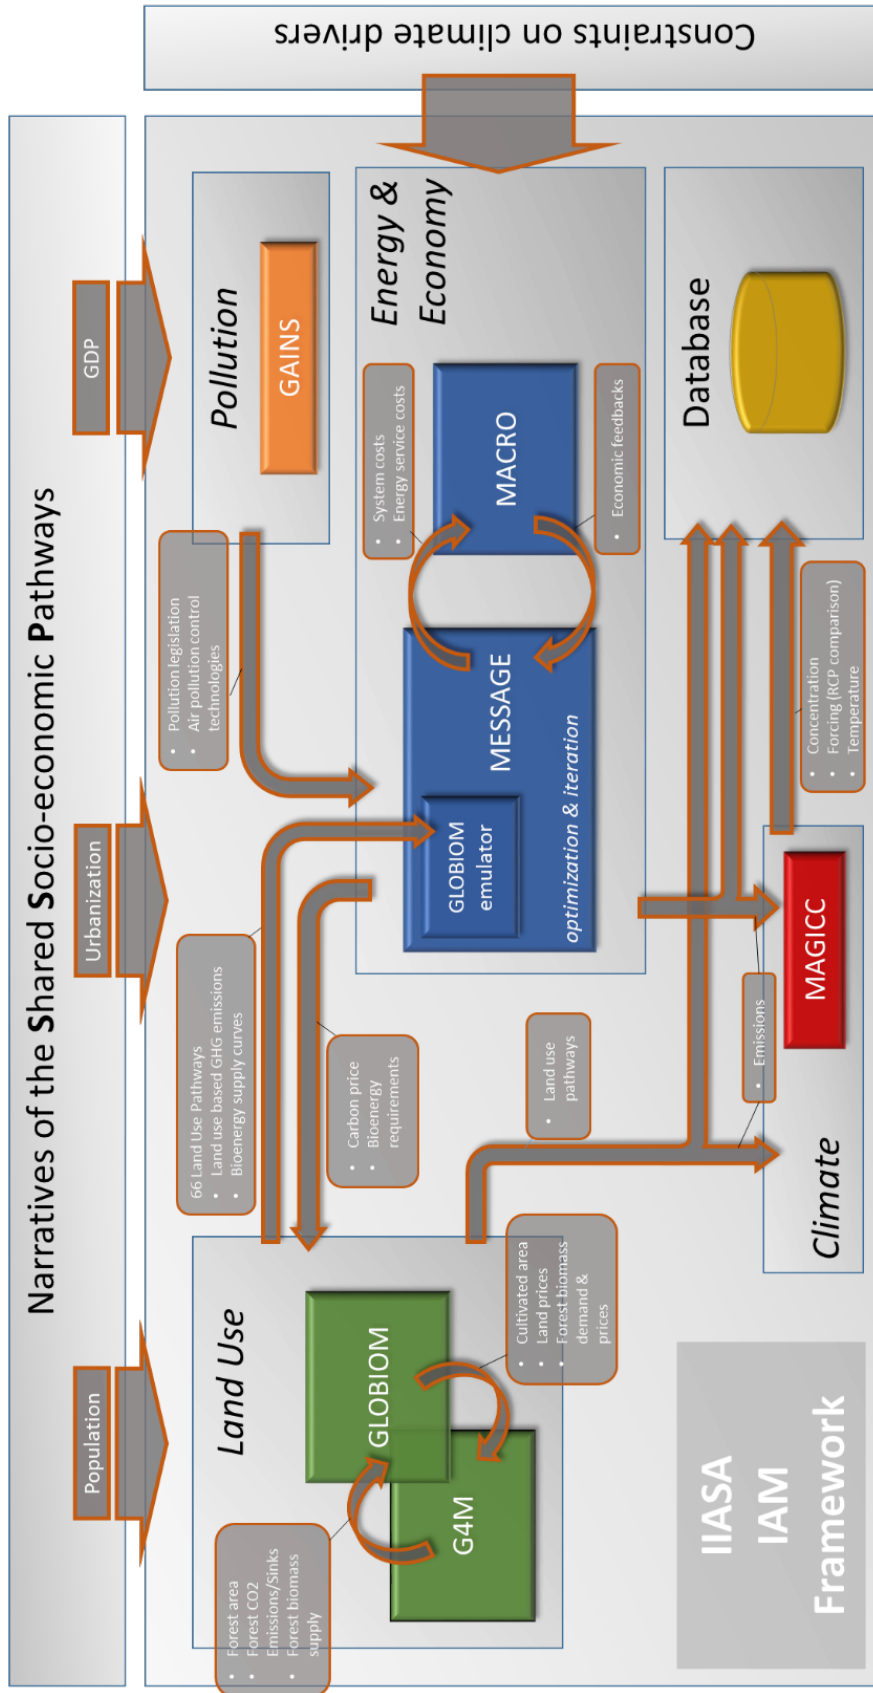 Narratives of the Shared Socio-economic Pathways
Population
Urbanization
GDP
Constraints on climate drivers
Land Use
• Forest area
• Forest CO2
Emissions/Sinks
• Forest biomass
supply
GLOBIOM
G4M
• Cultivated area
• Land prices
• Forest biomass
demand &
prices
66 Land Use Pathways
• Land use based GHG emissions
• Bioenergy supply curves
• Carbon price
• Bioenergy
requirements
• Land use
pathways
• Pollution legislation
• Air pollution control
technologies
Pollution
GAINS
Energy &
Economy
MESSAGE
GLOBIOM
emulator
optimization & iteration
• System costs
• Energy service costs
MACRO
• Economic feedbacks
• Emissions
Climate
MAGICC
• Concentration
• Forcing (RCP comparison)
• Temperature
Database
IIASA
IAM
Framework